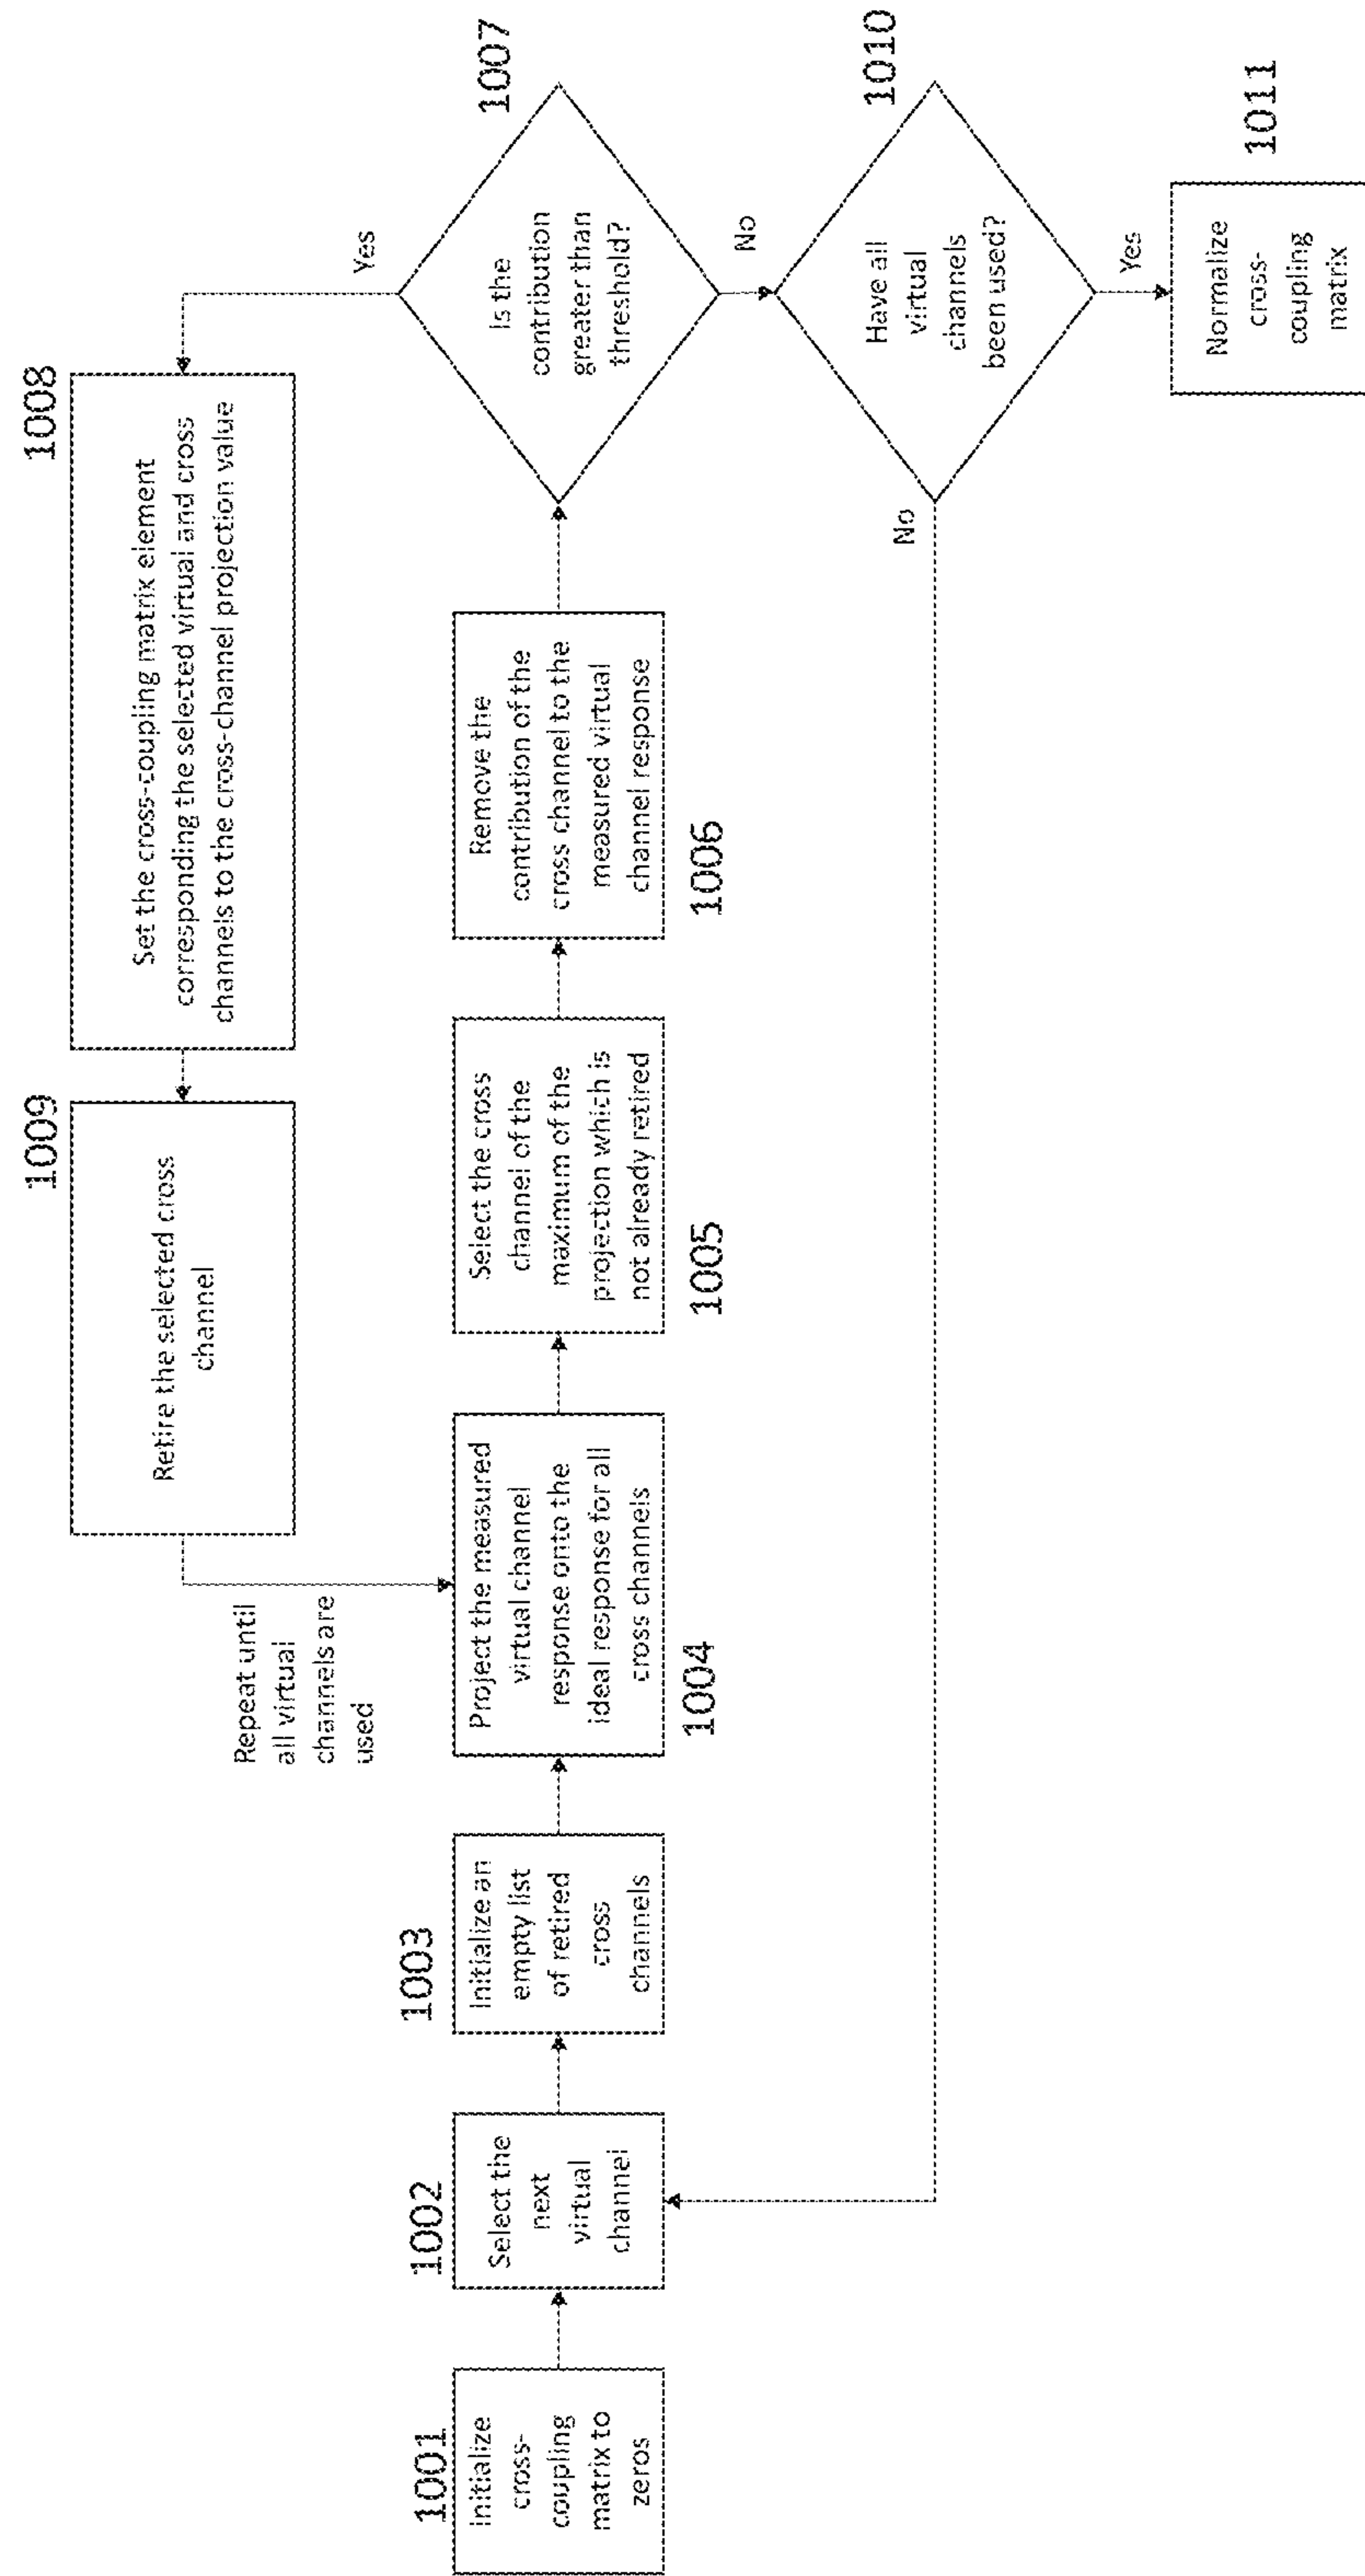 1001
Initialize
cross-
coupling
matrix to
zeros
1002
Select the
next
virtual
channel
1003
Initialize an
empty list
of retired
cross
channels
Repeat until
all virtual
channels are
used
Project the measured
virtual channel
response onto the
ideal response for all
cross channels
1004
Select the cross
channel of the
maximum of the
projection which is
not already retired
1005
Remove the
contribution of the
cross channel to the
measured virtual
channel response
1006
1007
Is the
contribution
greater than
threshold?
Yes
No
1008
Set the cross-coupling matrix element
corresponding the selected virtual and cross
channels to the cross-channel projection value
1009
Retire the selected cross
channel
1010
Have all
virtual
channels
been used?
No
Yes
1011
Normalize
cross-
coupling
matrix